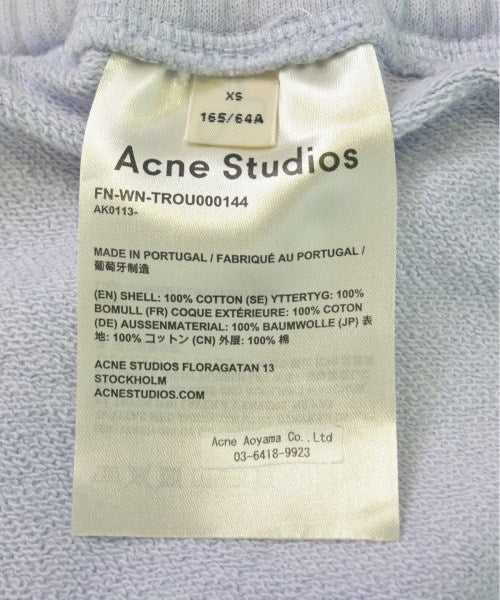 XS
165/64A
Acne Studios
FN-WN-TROU000144
AK0113-
MADE IN PORTUGAL / FABRIQUÉ AU PORTUGAL /
葡萄牙制造
(EN) SHELL: 100% COTTON (SE) YTTERTYG: 100%
BOMULL (FR) COQUE EXTÉRIEURE: 100% COTON
(DE) AUSSENMATERIAL: 100% BAUMWOLLE (JP) 表
地: 100% コットン (CN) 外層: 100% 棉
ACNE STUDIOS FLORAGATAN 13
STOCKHOLM
ACNESTUDIOS.COM
Acne Aoyama Co.,Ltd
03-6418-9923